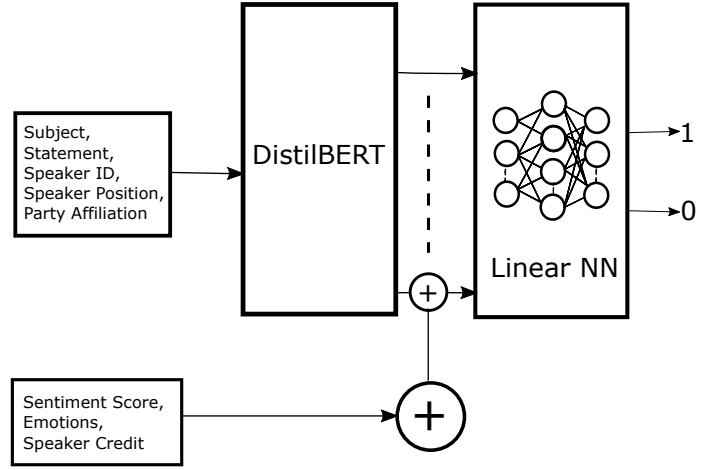 Subject,
Statement,
Speaker ID,
Speaker Position,
Party Affiliation
DistilBERT
+
Linear NN
1
0
Sentiment Score,
Emotions,
Speaker Credit
+